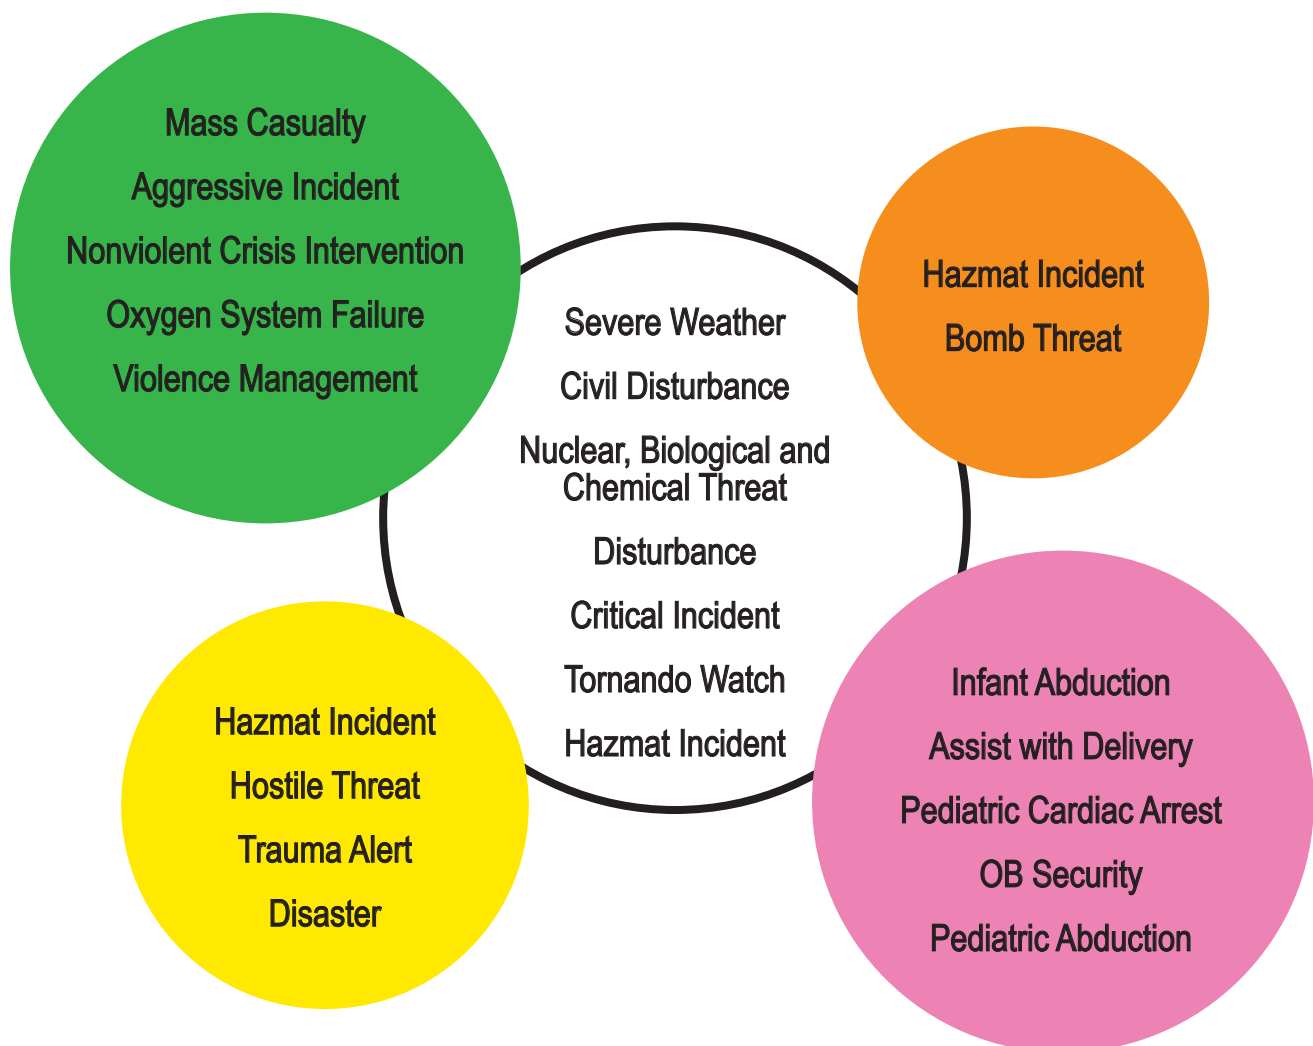 Mass Casualty
Aggressive Incident
Nonviolent Crisis Intervention
Oxygen System Failure
Violence Management
Hazmat Incident
Bomb Threat
Severe Weather
Civil Disturbance
Nuclear, Biological and
Chemical Threat
Disturbance
Critical Incident
Tornando Watch
Hazmat Incident
Hazmat Incident
Hostile Threat
Trauma Alert
Disaster
Infant Abduction
Assist with Delivery
Pediatric Cardiac Arrest
OB Security
Pediatric Abduction